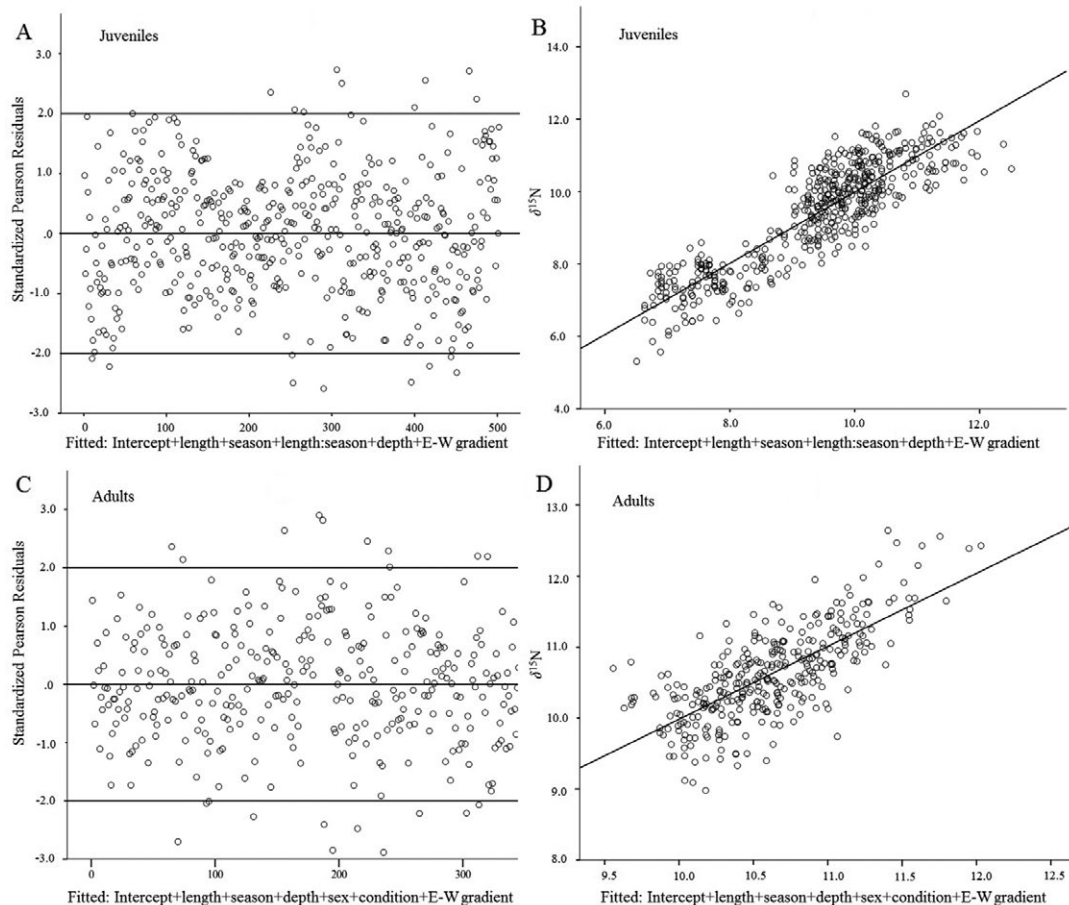 A
Juveniles
Standardized Pearson Residuals
3.0
2.0
1.0
.0
-1.0
-2.0
-3.0
0
100
200
300
400
500
Fitted: Intercept+length+season+length:season+depth+E-W gradient
B
Juveniles
δ¹⁵N
14.0
12.0
10.0
8.0
6.0
4.0
6.0
8.0
10.0
12.0
Fitted: Intercept+length+season+length:season+depth+E-W gradient
C
Adults
Standardized Pearson Residuals
3.0
2.0
1.0
.0
-1.0
-2.0
-3.0
0
100
200
300
Fitted: Intercept+length+season+depth+sex+condition+E-W gradient
D
Adults
δ¹⁵N
13.0
12.0
11.0
10.0
9.0
8.0
9.5
10.0
10.5
11.0
11.5
12.0
12.5
Fitted: Intercept+length+season+depth+sex+condition+E-W gradient